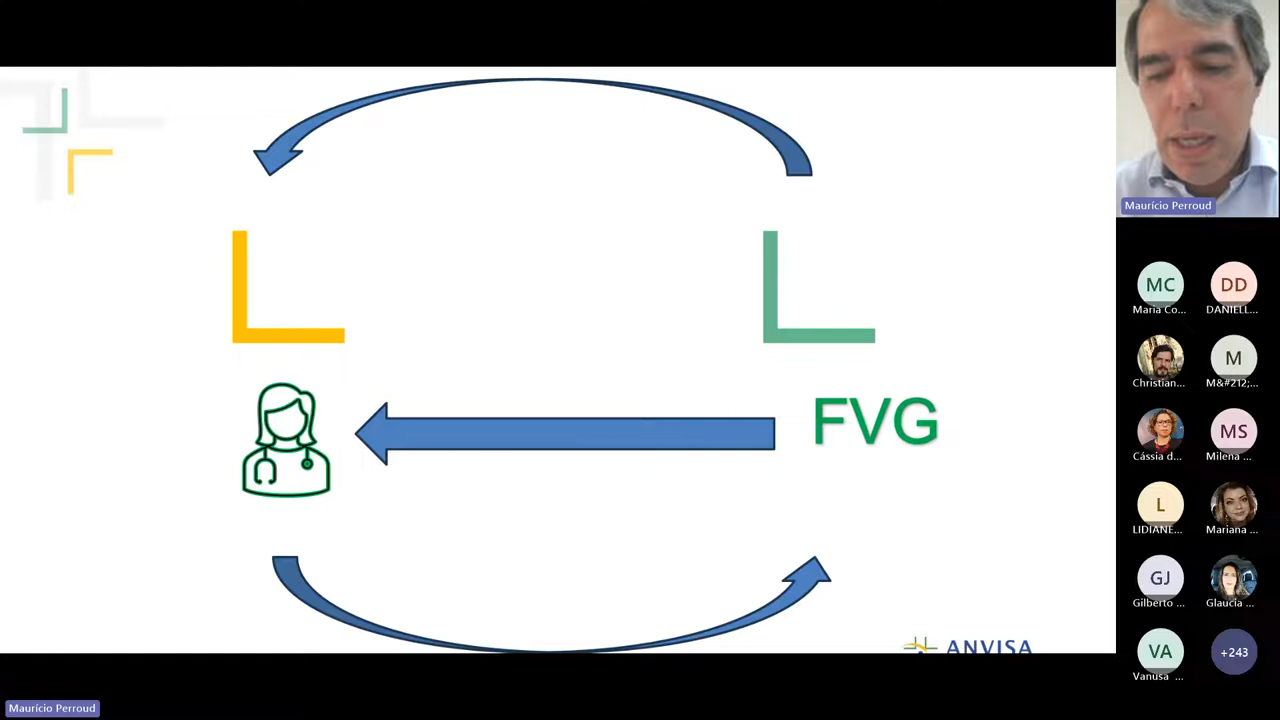 FVG
ANVISA
Maurício Perroud
MC
DD
Maria Co...
DANIELL...
M
Christian...
M&#212;...
MS
Cássia d...
Milena ...
L
LIDIANE...
Mariana ...
GJ
Gilberto ...
Glaucia ...
VA
+243
Vanusa ...
Maurício Perroud